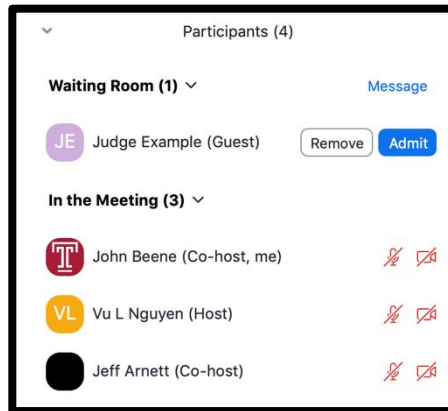 Participants (4)
Waiting Room (1)
Message
JE
Judge Example (Guest)
Remove
Admit
In the Meeting (3)
T
John Beene (Co-host, me)
VL
Vu L Nguyen (Host)
Jeff Arnett (Co-host)